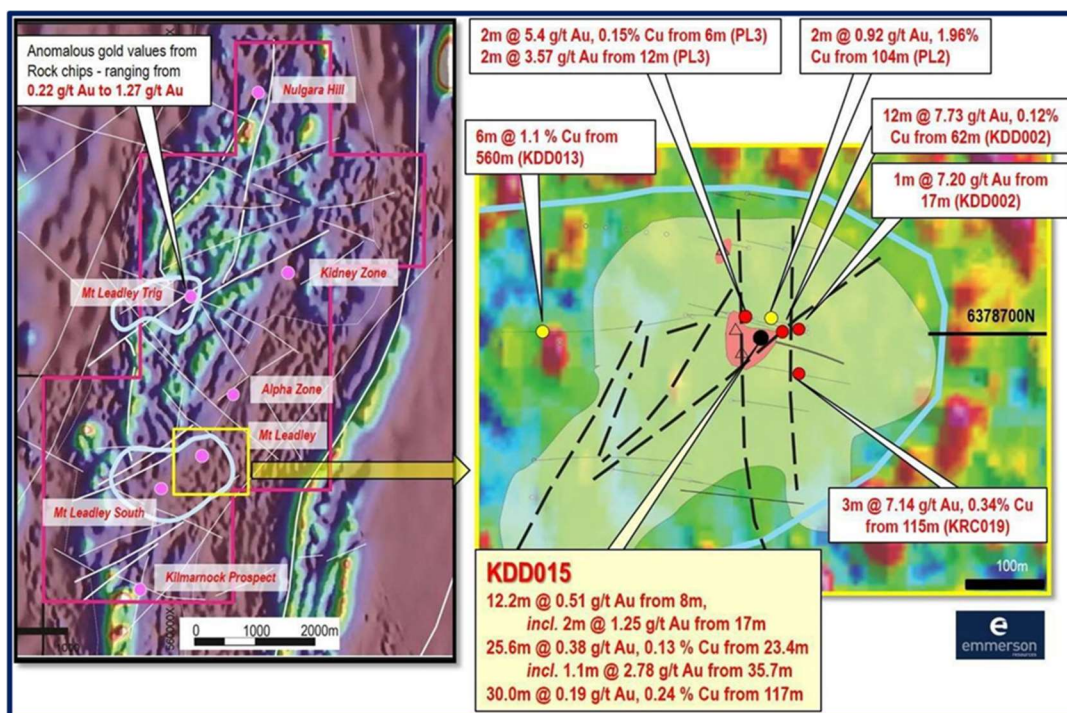 Anomalous gold values from
Rock chips - ranging from
0.22 g/t Au to 1.27 g/t Au
Nulgara Hill
Kidney Zone
Mt Leadley Trig
Alpha Zone
Mt Leadley
Mt Leadley South
Kilmarnock Prospect
0 1000 2000m
2m @ 5.4 g/t Au, 0.15% Cu from 6m (PL3)
2m @ 3.57 g/t Au from 12m (PL3)
2m @ 0.92 g/t Au, 1.96%
Cu from 104m (PL2)
6m @ 1.1 % Cu from
560m (KDD013)
12m @ 7.73 g/t Au, 0.12%
Cu from 62m (KDD002)
1m @ 7.20 g/t Au from
17m (KDD002)
6378700N
3m @ 7.14 g/t Au, 0.34% Cu
from 115m (KRC019)
100m
KDD015
12.2m @ 0.51 g/t Au from 8m,
incl. 2m @ 1.25 g/t Au from 17m
25.6m @ 0.38 g/t Au, 0.13 % Cu from 23.4m
incl. 1.1m @ 2.78 g/t Au from 35.7m
30.0m @ 0.19 g/t Au, 0.24 % Cu from 117m
e
emmerson